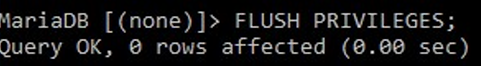 MariaDB [(none)]> FLUSH PRIVILEGES;
Query OK, 0 rows affected (0.00 sec)